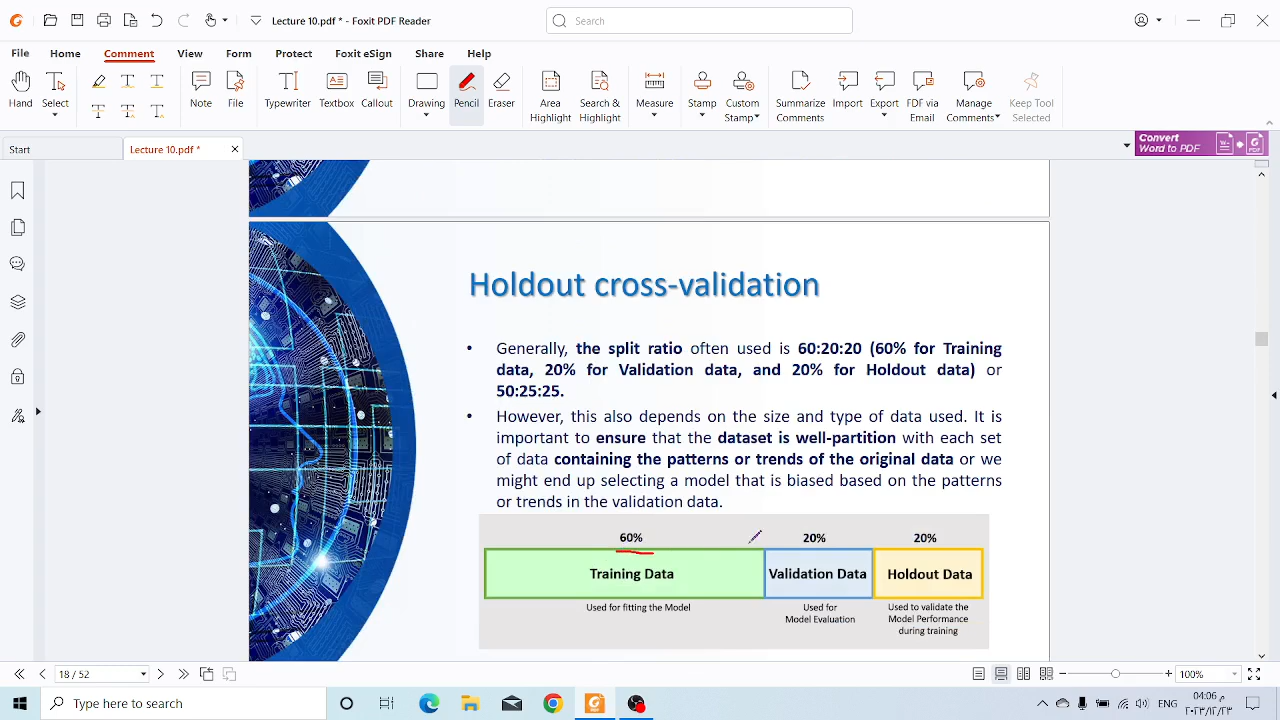 Lecture 10.pdf * - Foxit PDF Reader
Search
File Home Comment View Form Protect Foxit eSign Share Help
Hand Select Note File Typewriter Textbox Callout Drawing Pencil Eraser Area Highlight Search & Highlight Measure Stamp Custom Stamp Summarize Comments Import Export FDF via Email Manage Comments Keep Tool Selected
Start
Lecture 10.pdf *
Convert
Word to PDF
Holdout cross-validation
• Generally, the split ratio often used is 60:20:20 (60% for Training
data, 20% for Validation data, and 20% for Holdout data) or
50:25:25.
• However, this also depends on the size and type of data used. It is
important to ensure that the dataset is well-partition with each set
of data containing the patterns or trends of the original data or we
might end up selecting a model that is biased based on the patterns
or trends in the validation data.
60% 20% 20%
Training Data Validation Data Holdout Data
Used for fitting the Model
Used for
Model Evaluation
Used to validate the
Model Performance
during training
18 / 52
100%
Type here to search
ENG
04:06